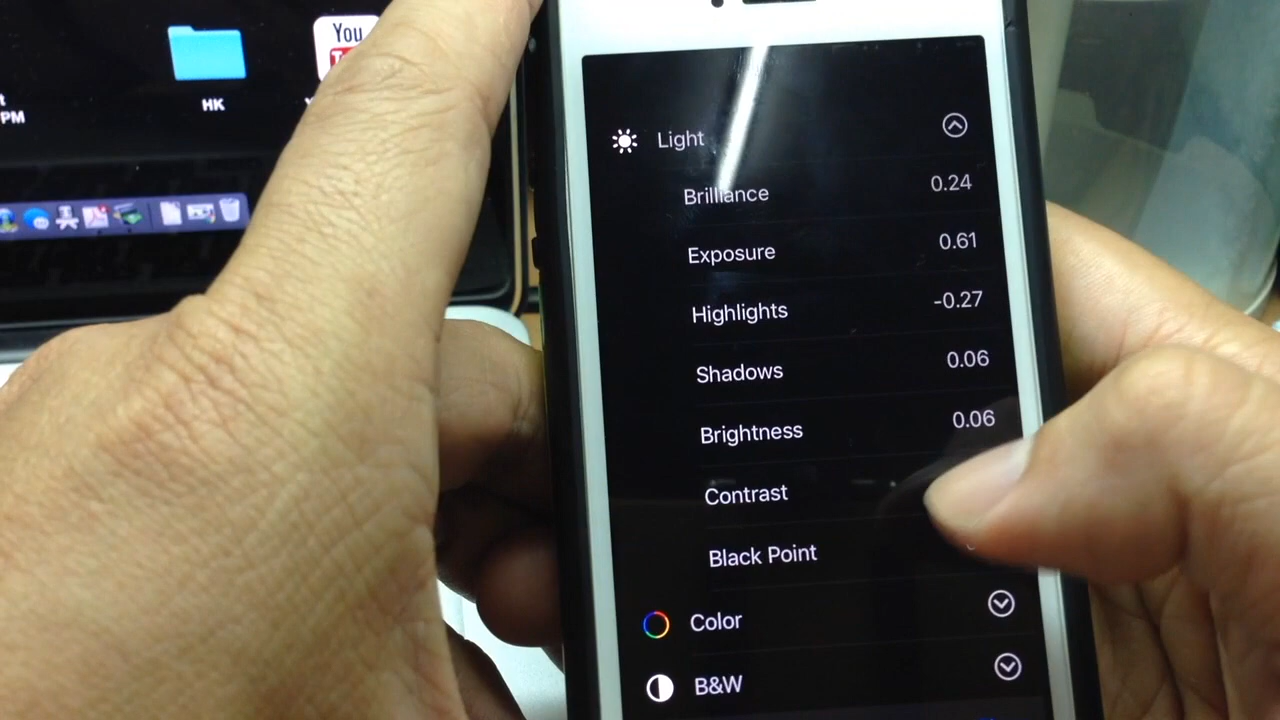 You
HK
PM
Light
Brilliance 0.24
Exposure 0.61
Highlights -0.27
Shadows 0.06
Brightness 0.06
Contrast
Black Point
Color
B&W